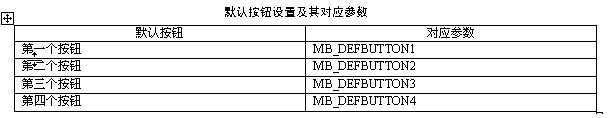 默认按钮设置及其对应参数
默认按钮 对应参数
第一个按钮 MB_DEFBUTTON1
第二个按钮 MB_DEFBUTTON2
第三个按钮 MB_DEFBUTTON3
第四个按钮 MB_DEFBUTTON4